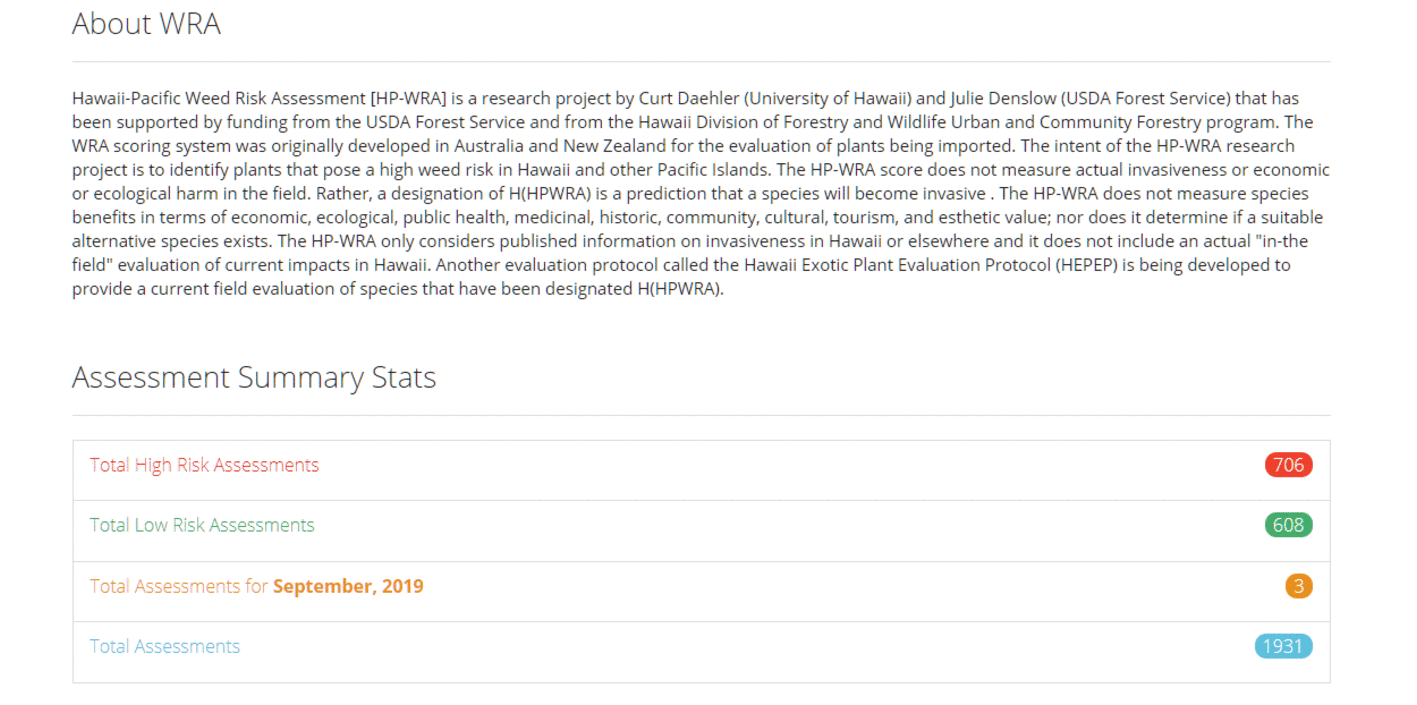 About WRA
Hawaii-Pacific Weed Risk Assessment [HP-WRA] is a research project by Curt Daehler (University of Hawaii) and Julie Denslow (USDA Forest Service) that has
been supported by funding from the USDA Forest Service and from the Hawaii Division of Forestry and Wildlife Urban and Community Forestry program. The
WRA scoring system was originally developed in Australia and New Zealand for the evaluation of plants being imported. The intent of the HP-WRA research
project is to identify plants that pose a high weed risk in Hawaii and other Pacific Islands. The HP-WRA score does not measure actual invasiveness or economic
or ecological harm in the field. Rather, a designation of H(HPWRA) is a prediction that a species will become invasive . The HP-WRA does not measure species
benefits in terms of economic, ecological, public health, medicinal, historic, community, cultural, tourism, and esthetic value; nor does it determine if a suitable
alternative species exists. The HP-WRA only considers published information on invasiveness in Hawaii or elsewhere and it does not include an actual "in-the
field" evaluation of current impacts in Hawaii. Another evaluation protocol called the Hawaii Exotic Plant Evaluation Protocol (HEPEP) is being developed to
provide a current field evaluation of species that have been designated H(HPWRA).
Assessment Summary Stats
Total High Risk Assessments 706
Total Low Risk Assessments 608
Total Assessments for September, 2019 3
Total Assessments 1931